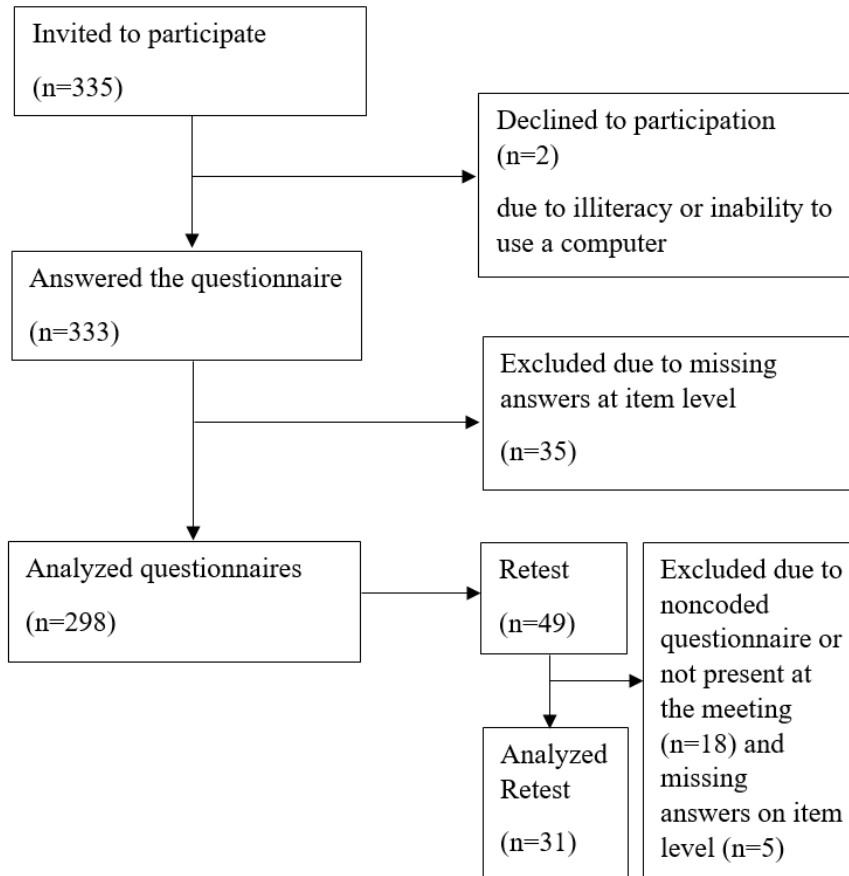 Invited to participate
(n=335)
Declined to participation
(n=2)
due to illiteracy or inability to
use a computer
Answered the questionnaire
(n=333)
Excluded due to missing
answers at item level
(n=35)
Analyzed questionnaires
(n=298)
Retest
(n=49)
Excluded due to
noncoded
questionnaire or
not present at
the meeting
(n=18) and
missing
answers on item
level (n=5)
Analyzed
Retest
(n=31)